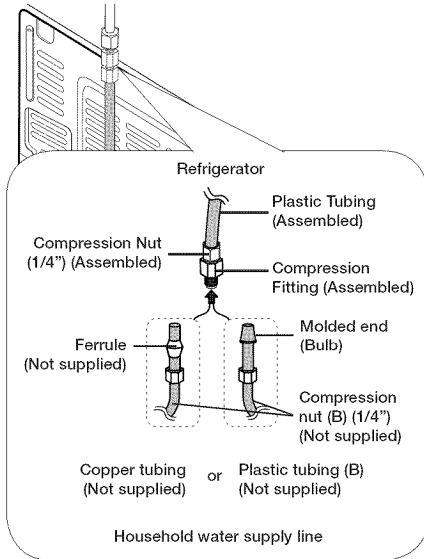 Refrigerator
Plastic Tubing
(Assembled)
Compression Nut
(1/4”) (Assembled)
Compression
Fitting (Assembled)
Ferrule
(Not supplied)
Molded end
(Bulb)
Compression
nut (B) (1/4”)
(Not supplied)
Copper tubing
(Not supplied)
or
Plastic tubing (B)
(Not supplied)
Household water supply line